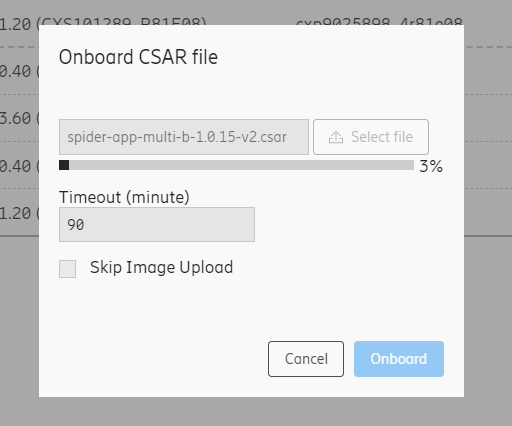 1.20 (CXS101289_R81E08) cxp9025898_4r81e08
Onboard CSAR file
0.40 (
3.60 (
spider-app-multi-b-1.0.15-v2.csar Select file
0.40 (
3%
Timeout (minute)
1.20 (
90
Skip Image Upload
Cancel Onboard